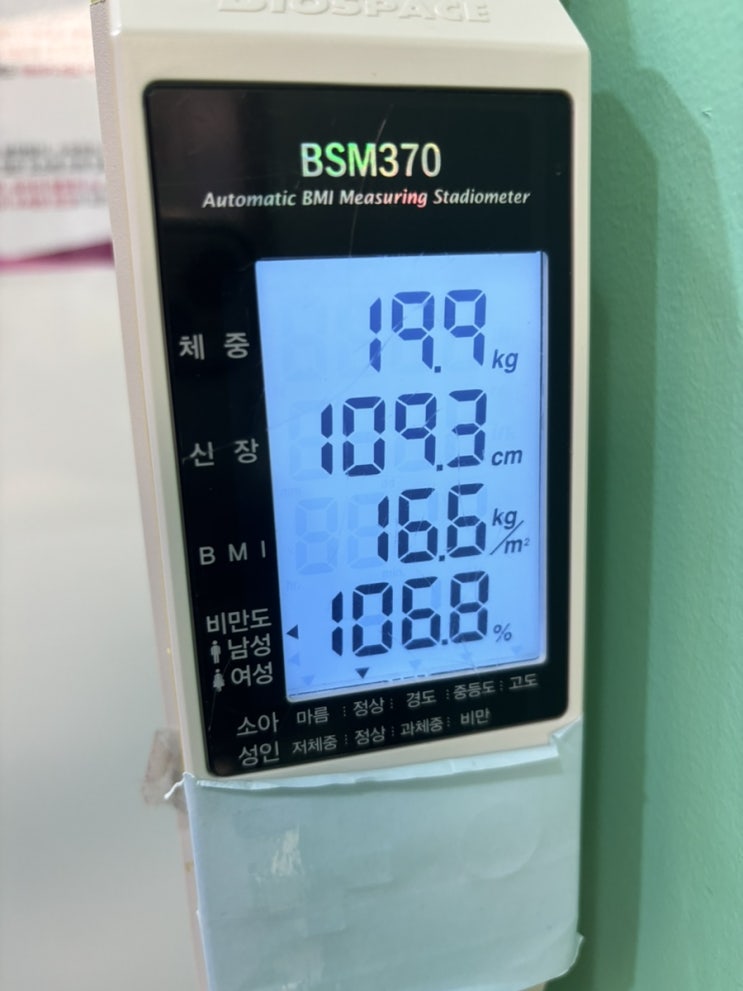 BIOSPACE
BSM370
Automatic BMI Measuring Stadiometer
체중 19.9 kg
신장 109.3 cm
BMI 16.6 kg/m²
비만도 106.8 %
남성
여성
소아 마름 : 정상 : 경도 : 중등도 : 고도
성인 저체중 : 정상 : 과체중 : 비만